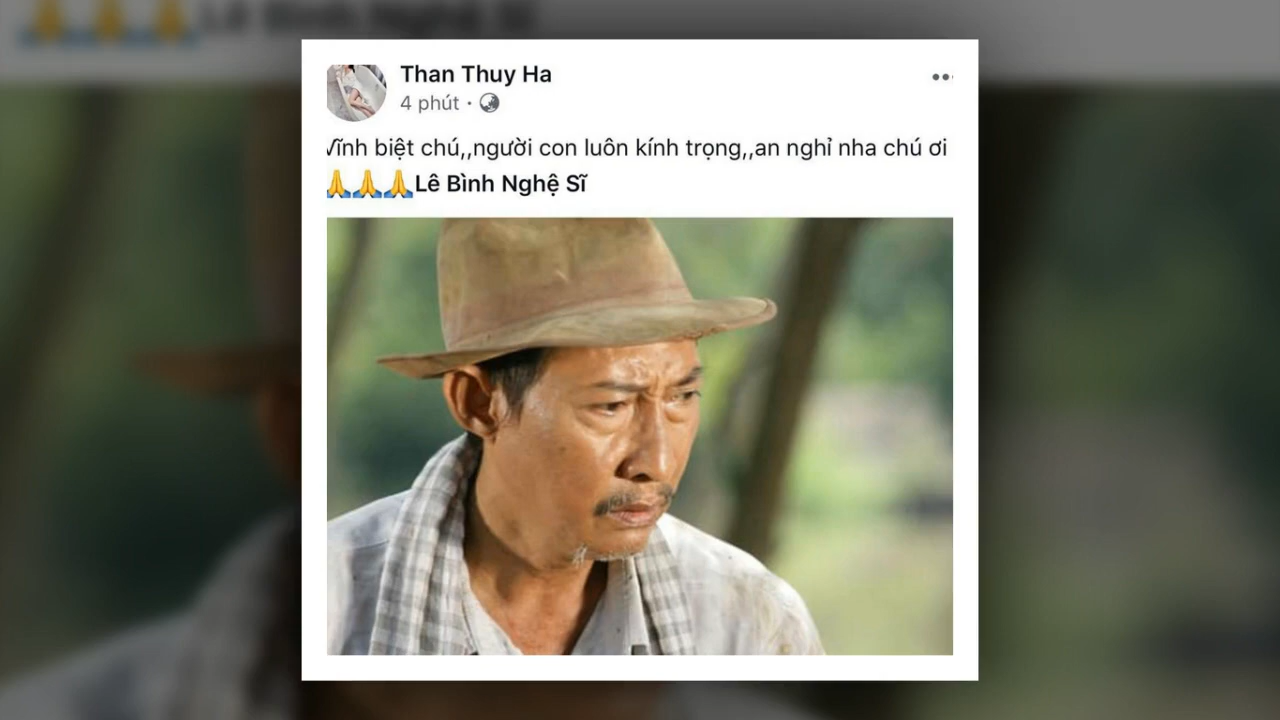 Than Thuy Ha
4 phút ·
Vĩnh biệt chú,,người con luôn kính trọng,,an nghỉ nha chú ơi
🙏🙏🙏Lê Bình Nghệ Sĩ